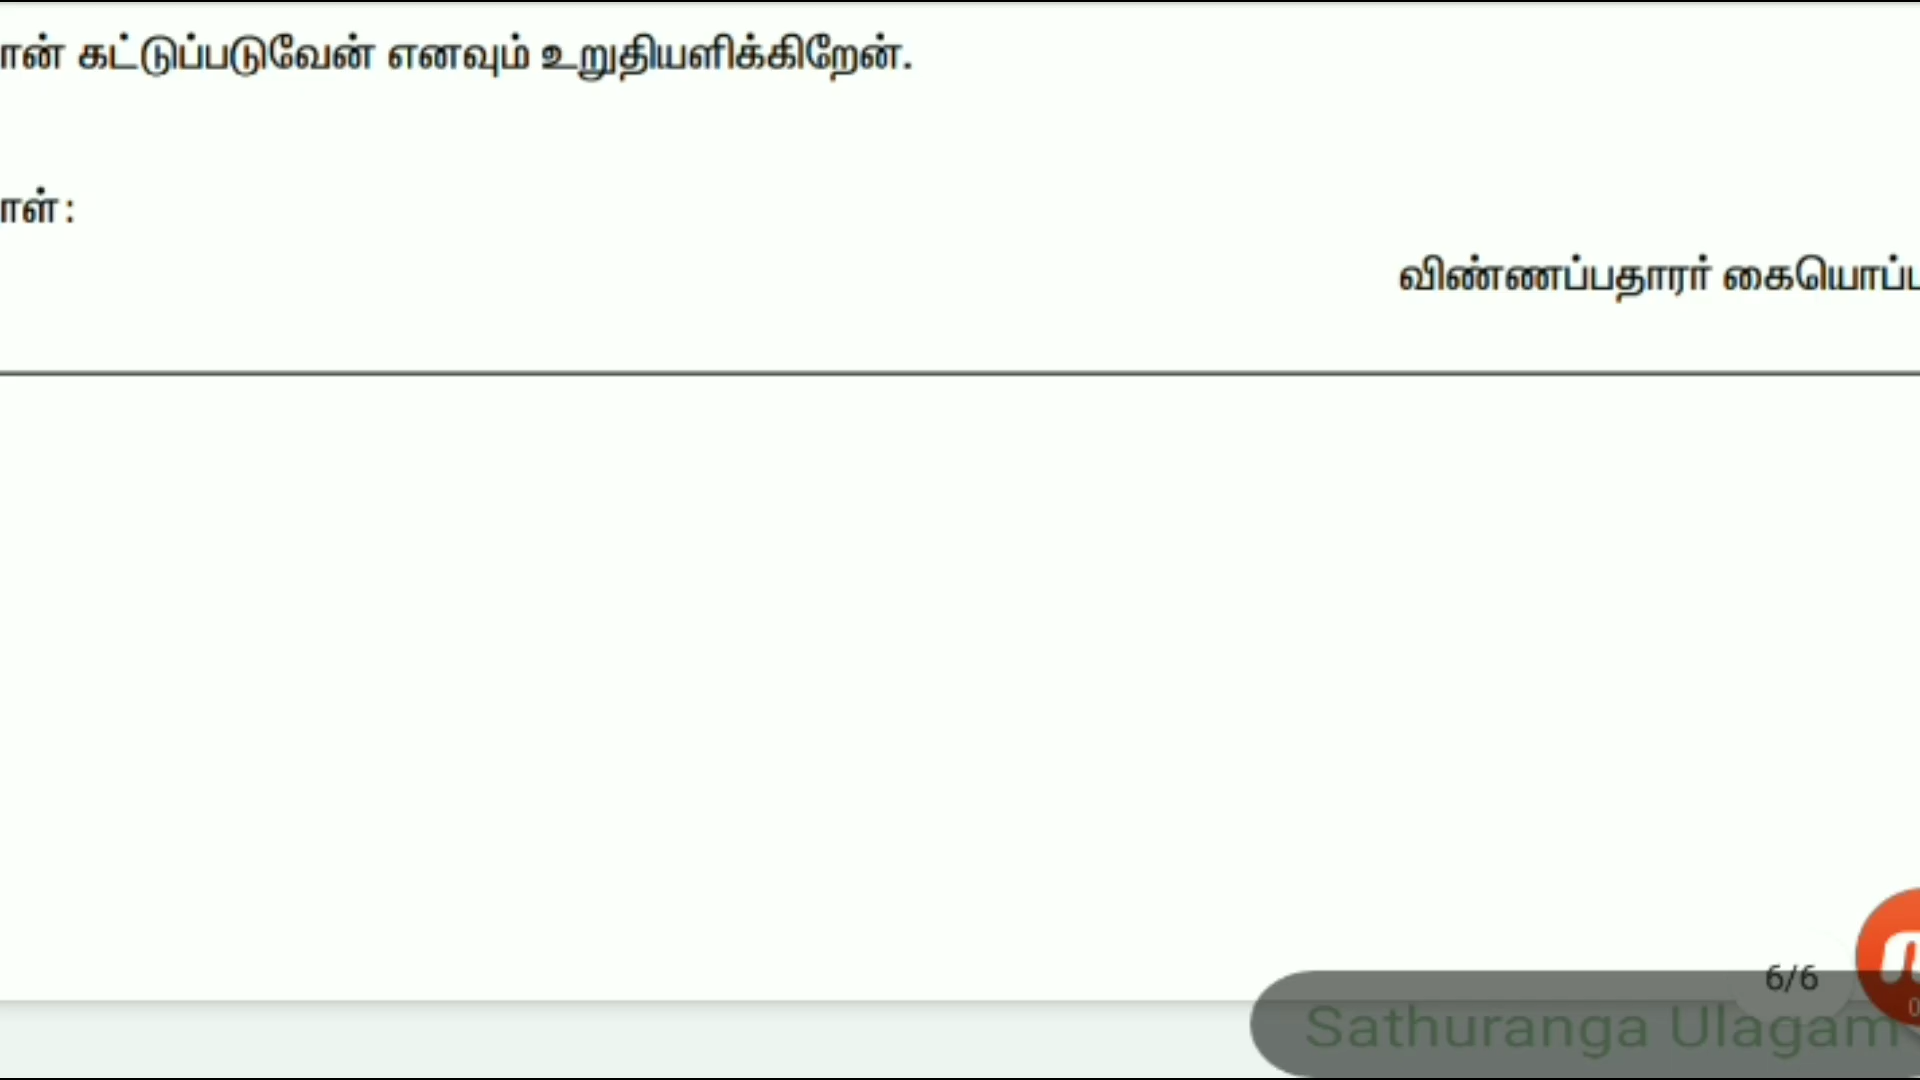 கட்டுப்படுவேன் எனவும் உறுதியளிக்கிறேன்.
விண்ணப்பதாரர்
6/6
Sathuranga Ulagam